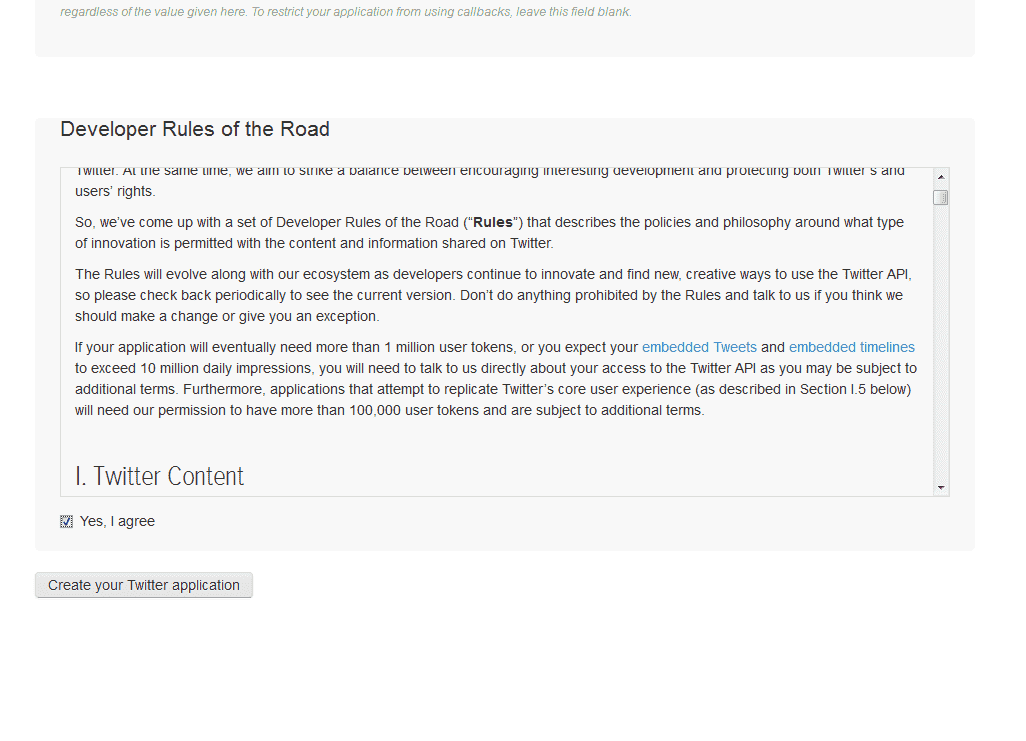 regardless of the value given here. To restrict your application from using callbacks, leave this field blank.
Developer Rules of the Road
Twitter. At the same time, we aim to strike a balance between encouraging interesting development and protecting both Twitter's and
users' rights.
So, we've come up with a set of Developer Rules of the Road (“Rules”) that describes the policies and philosophy around what type
of innovation is permitted with the content and information shared on Twitter.
The Rules will evolve along with our ecosystem as developers continue to innovate and find new, creative ways to use the Twitter API,
so please check back periodically to see the current version. Don't do anything prohibited by the Rules and talk to us if you think we
should make a change or give you an exception.
If your application will eventually need more than 1 million user tokens, or you expect your embedded Tweets and embedded timelines
to exceed 10 million daily impressions, you will need to talk to us directly about your access to the Twitter API as you may be subject to
additional terms. Furthermore, applications that attempt to replicate Twitter's core user experience (as described in Section I.5 below)
will need our permission to have more than 100,000 user tokens and are subject to additional terms.
I. Twitter Content
Yes, I agree
Create your Twitter application